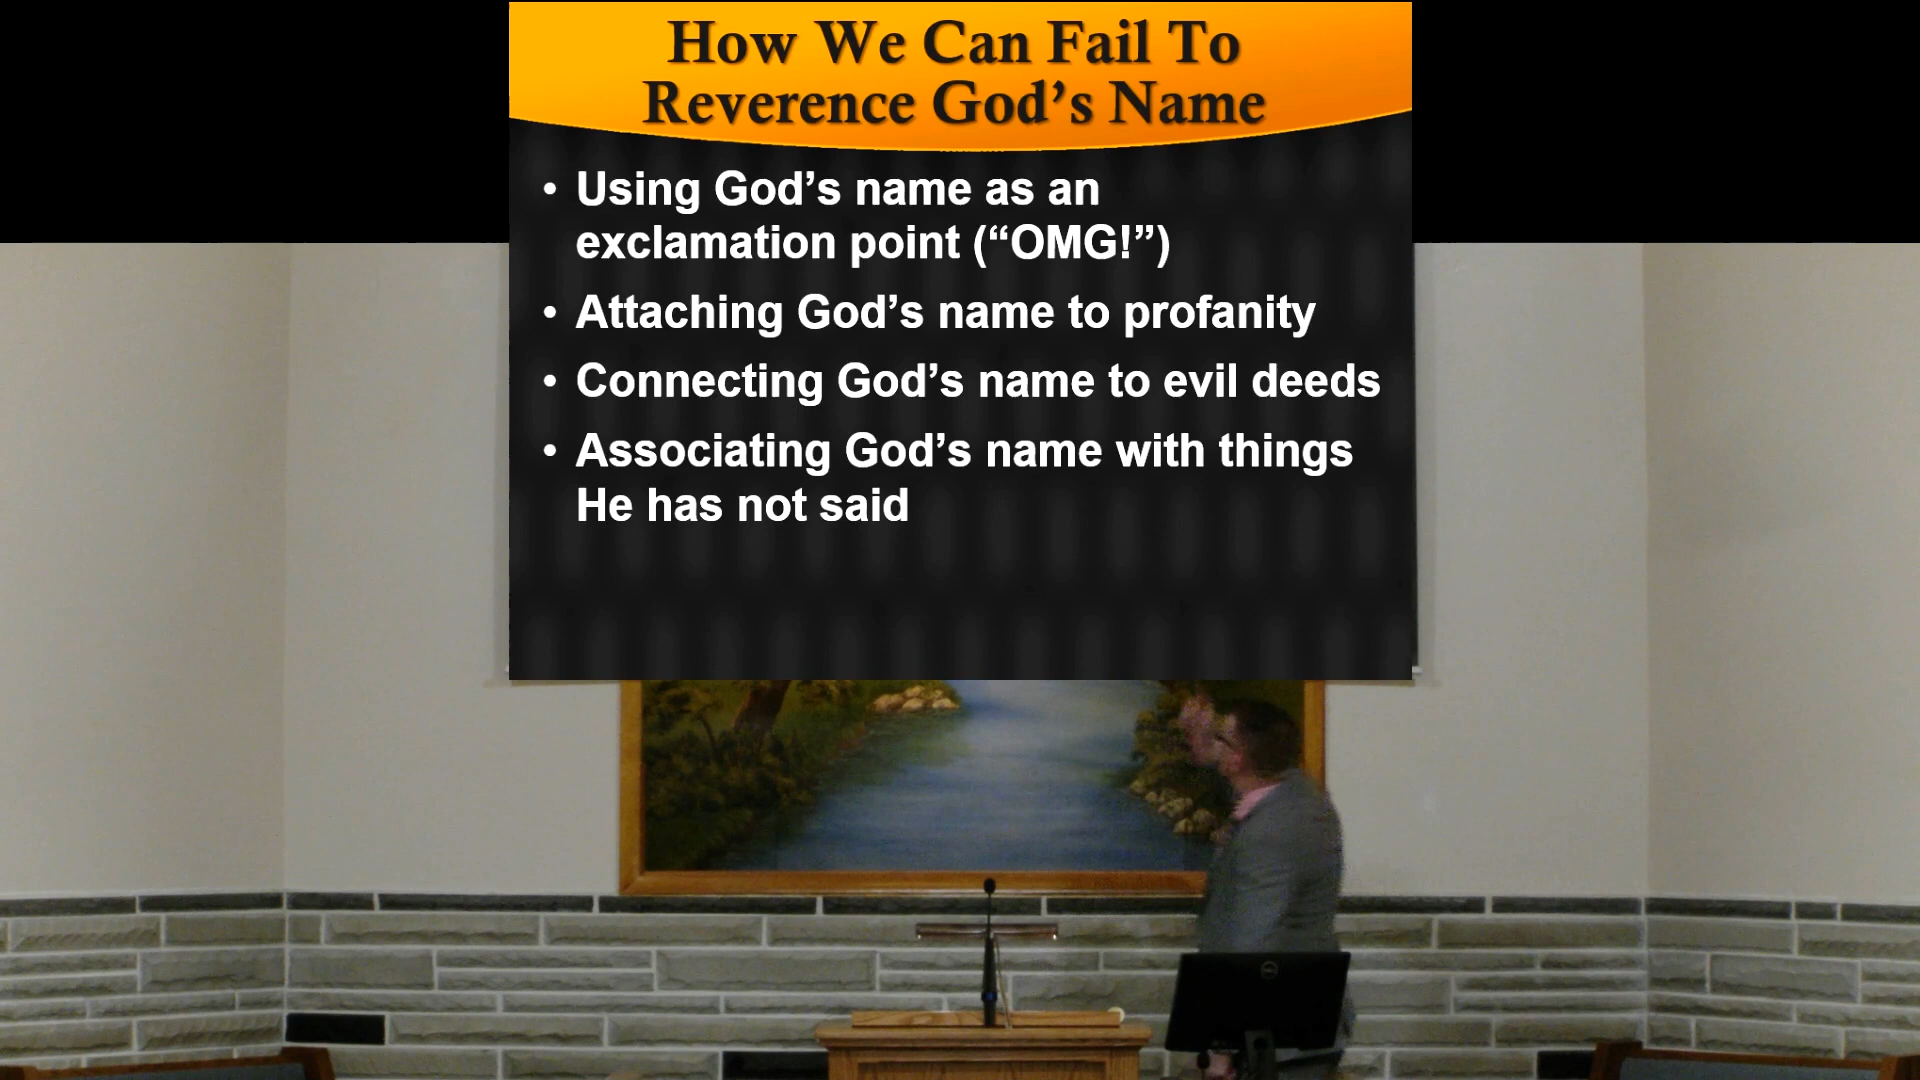 How We Can Fail To
Reverence God’s Name
• Using God’s name as an
exclamation point (“OMG!”)
• Attaching God’s name to profanity
• Connecting God’s name to evil deeds
• Associating God’s name with things
He has not said
DELL